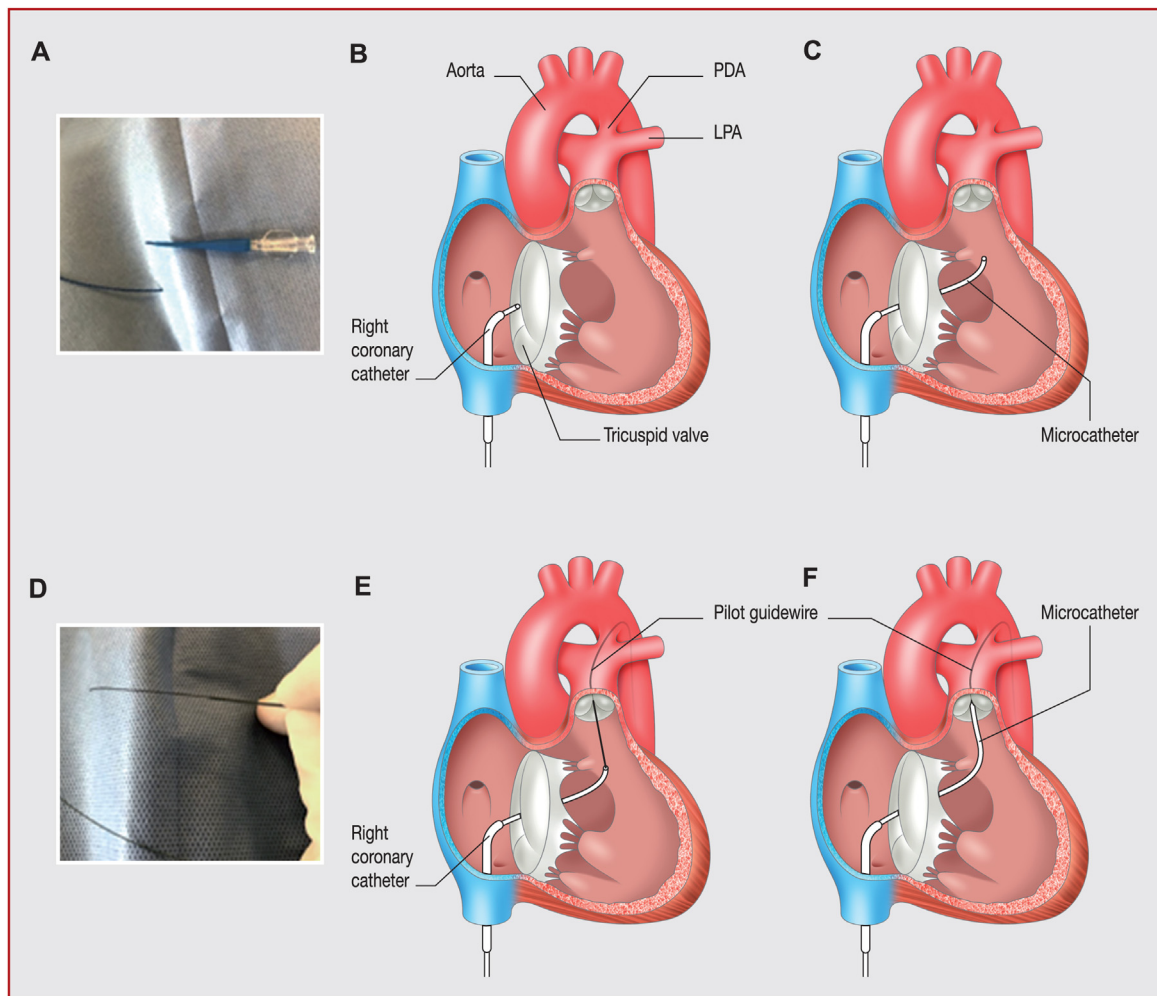 A
B
Aorta
PDA
LPA
C
Right
coronary
catheter
Tricuspid valve
Microcatheter
D
E
Pilot guidewire
Right
coronary
catheter
F
Microcatheter